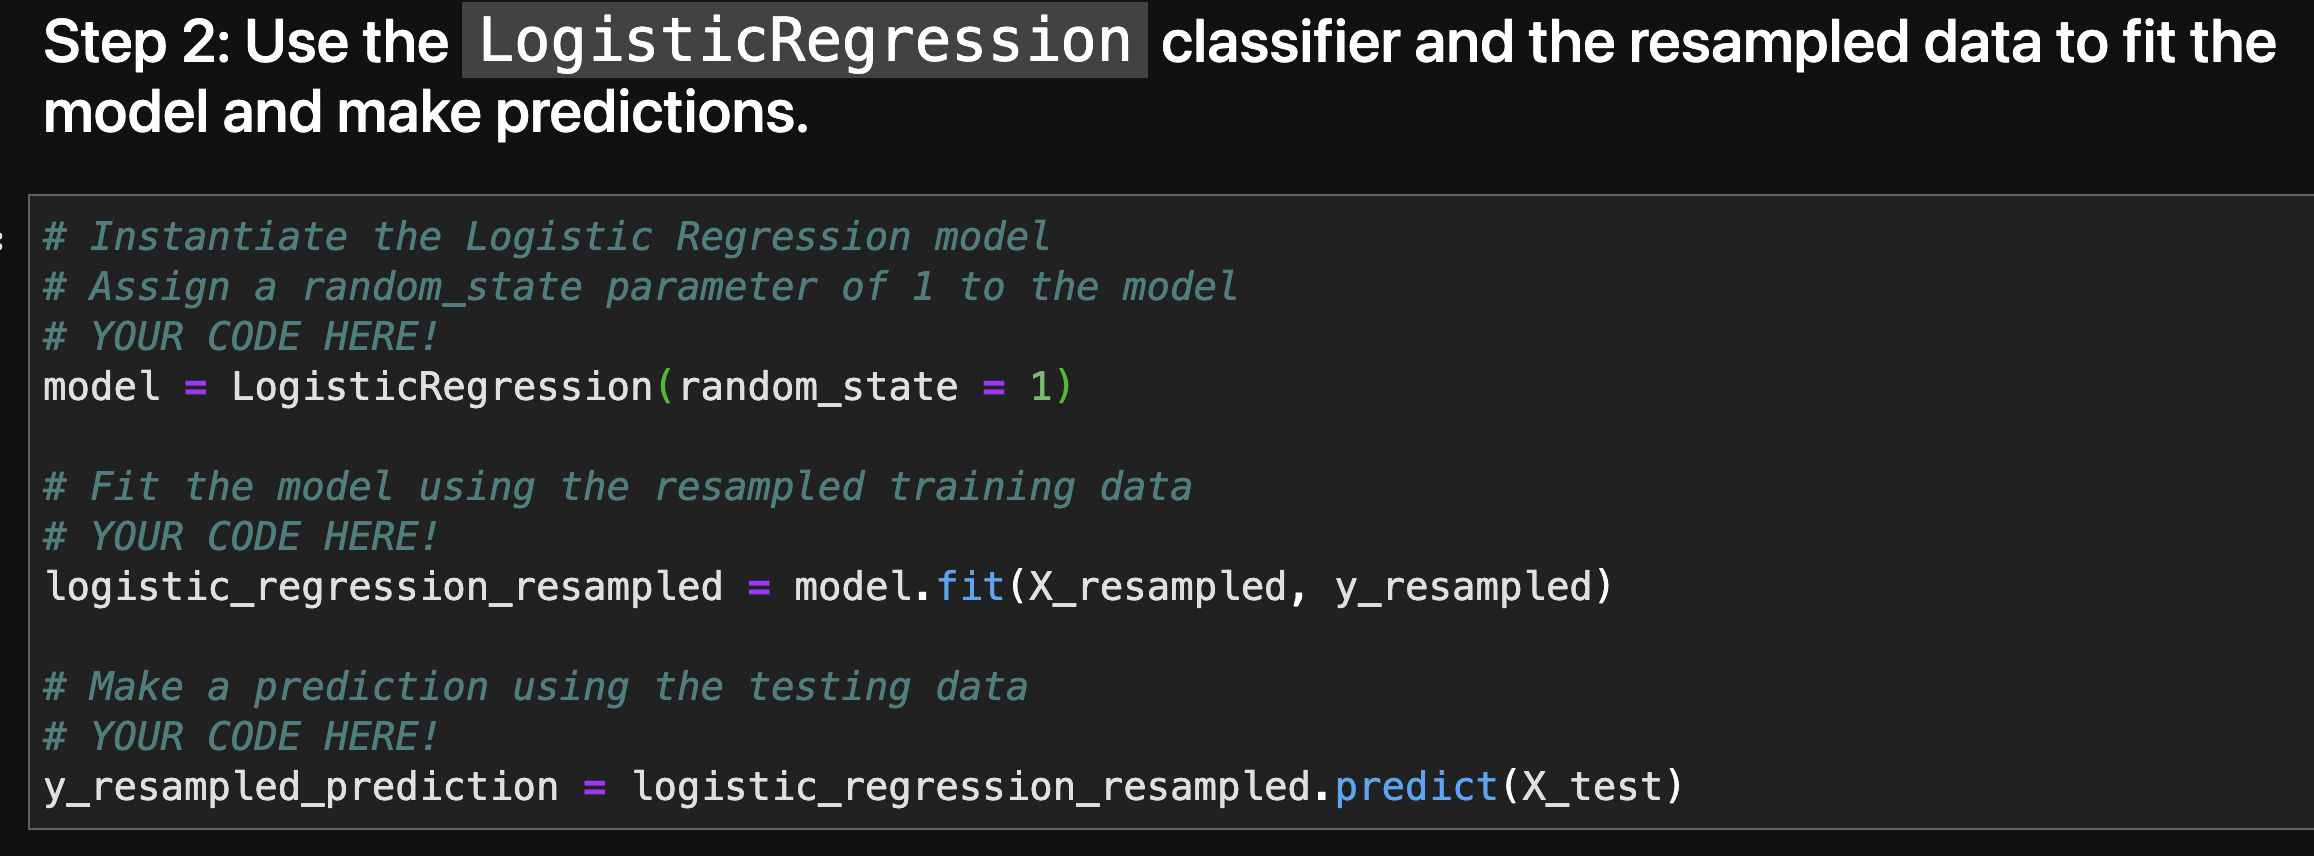 Step 2: Use the LogisticRegression classifier and the resampled data to fit the
model and make predictions.
# Instantiate the Logistic Regression model
# Assign a random_state parameter of 1 to the model
# YOUR CODE HERE!
model = LogisticRegression(random_state = 1)
# Fit the model using the resampled training data
# YOUR CODE HERE!
logistic_regression_resampled = model.fit(X_resampled, y_resampled)
# Make a prediction using the testing data
# YOUR CODE HERE!
y_resampled_prediction = logistic_regression_resampled.predict(X_test)